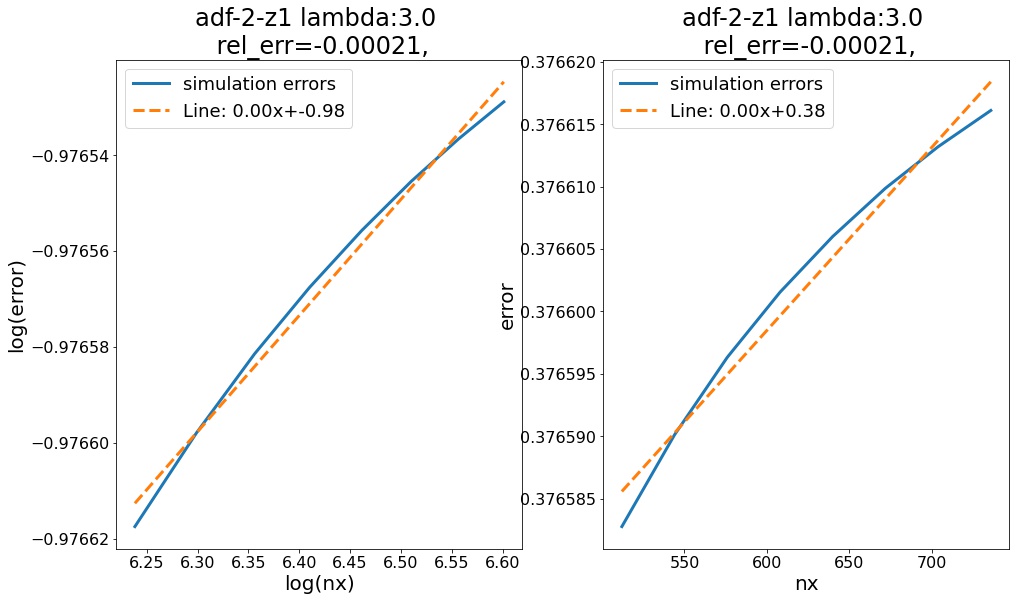 adf-2-z1 lambda:3.0
rel_err=-0.00021,
simulation errors
Line: 0.00x+-0.98
log(error)
−0.97654
−0.97656
−0.97658
−0.97660
−0.97662
6.25 6.30 6.35 6.40 6.45 6.50 6.55 6.60
log(nx)
adf-2-z1 lambda:3.0
rel_err=-0.00021,
simulation errors
Line: 0.00x+0.38
error
0.376620
0.376615
0.376610
0.376605
0.376600
0.376595
0.376590
0.376585
550 600 650 700
nx